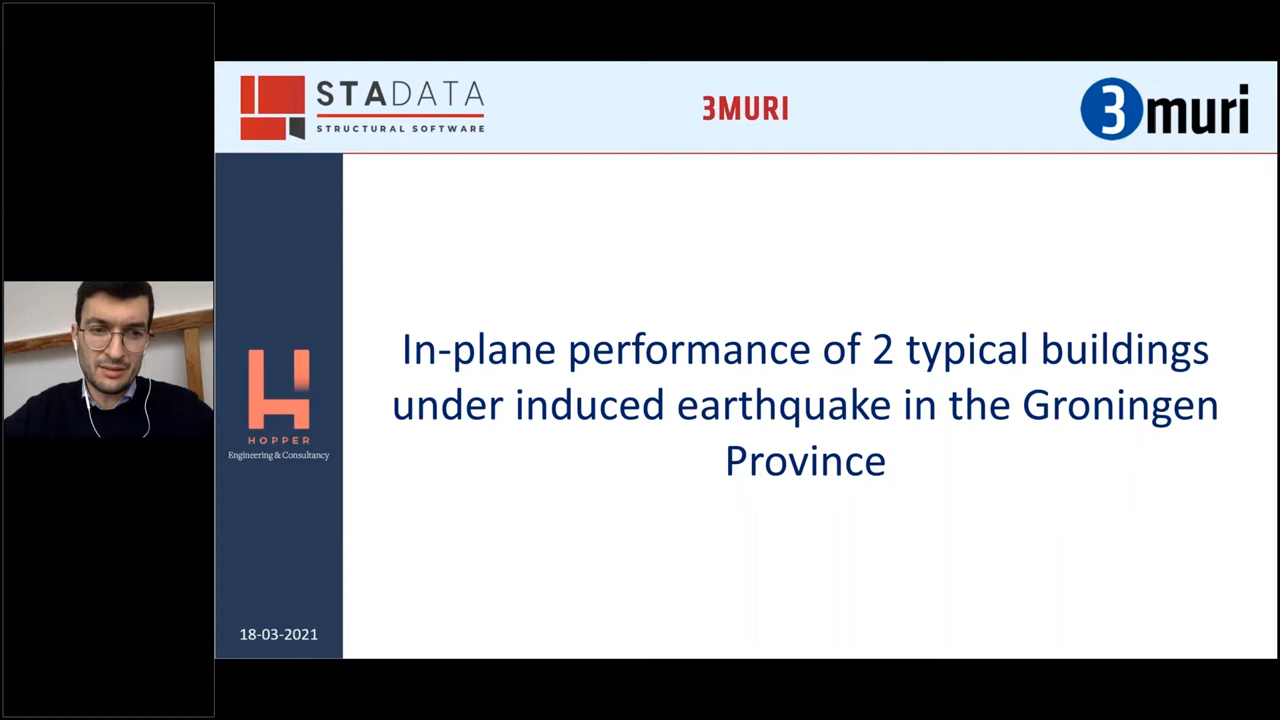 STADATA
STRUCTURAL SOFTWARE
3MURI
3muri
In-plane performance of 2 typical buildings
under induced earthquake in the Groningen
Province
HOPPER
Engineering & Consultancy
18-03-2021